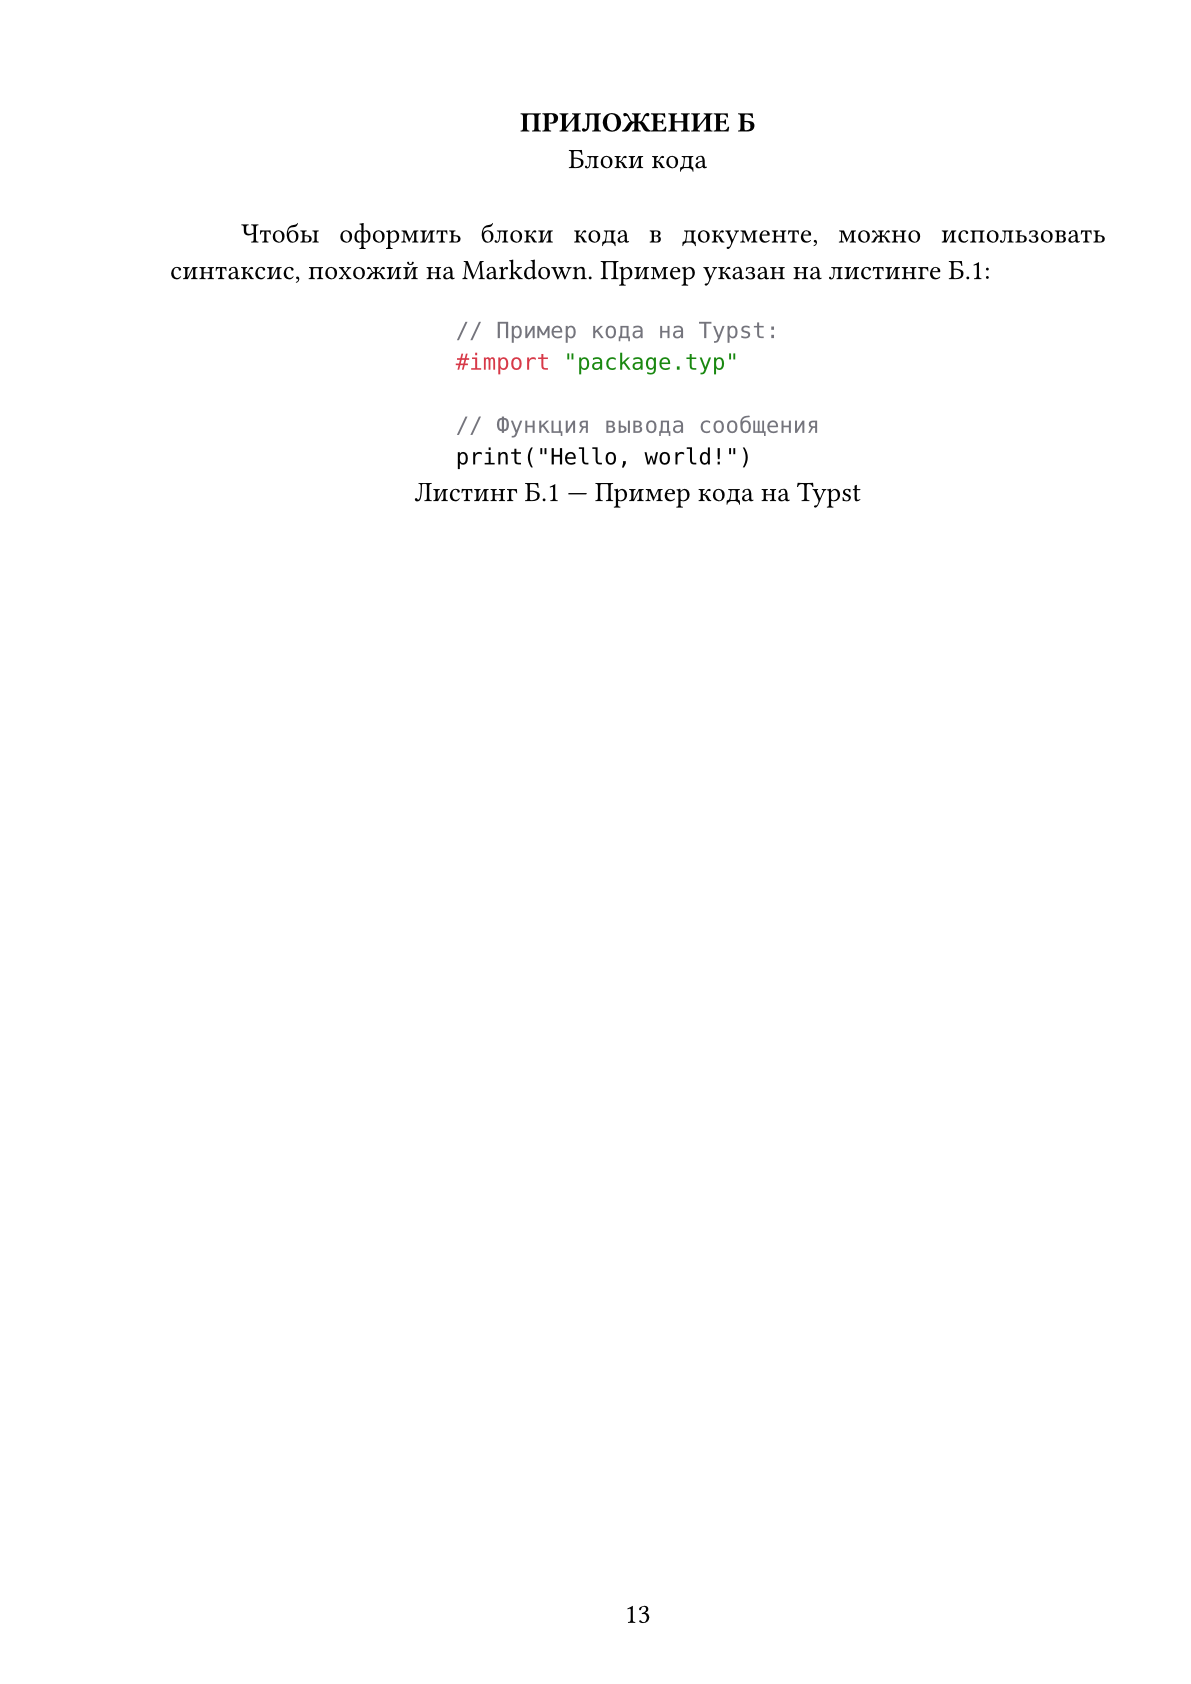 ПРИЛОЖЕНИЕ Б
Блоки кода
Чтобы оформить блоки кода в документе, можно использовать
синтаксис, похожий на Markdown. Пример указан на листинге Б.1:
// Пример кода на Typst:
#import "package.typ"
// Функция вывода сообщения
print("Hello, world!")
Листинг Б.1 — Пример кода на Typst
13